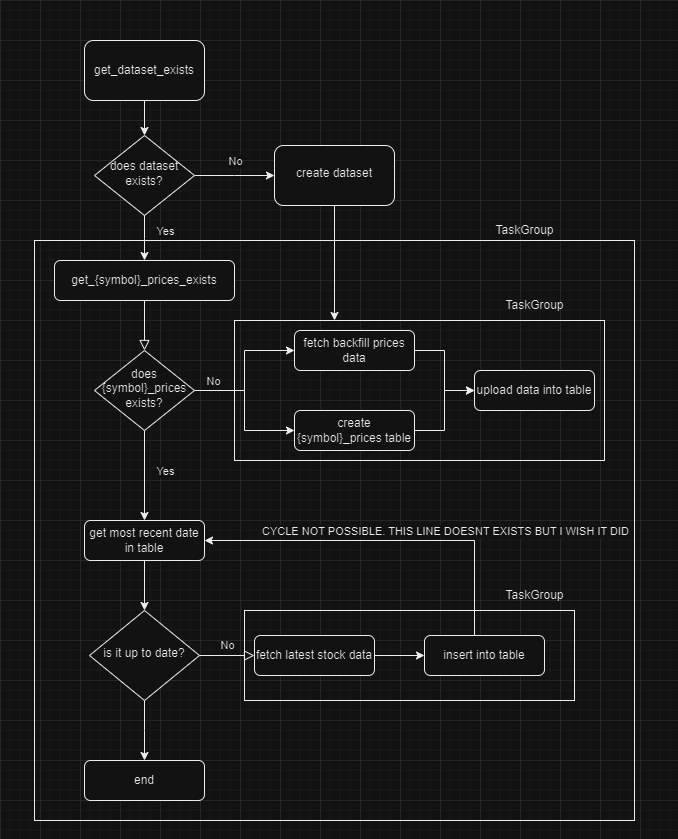 get_dataset_exists
does dataset
exists?
No
create dataset
Yes
TaskGroup
get_{symbol}_prices_exists
TaskGroup
does
{symbol}_prices
exists?
No
fetch backfill prices
data
upload data into table
create
{symbol}_prices table
Yes
get most recent date
in table
CYCLE NOT POSSIBLE. THIS LINE DOESNT EXISTS BUT I WISH IT DID
TaskGroup
is it up to date?
No
fetch latest stock data
insert into table
end